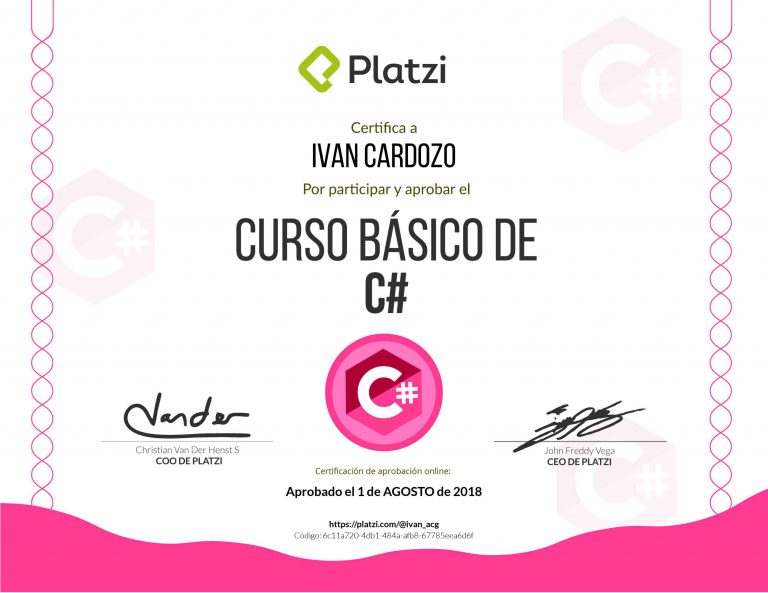 Platzi
Certifica a
IVAN CARDOZO
Por participar y aprobar el
CURSO BÁSICO DE
C#
C#
C#
C#
Vander
Christian Van Der Henst S
COO DE PLATZI
John Freddy Vega
CEO DE PLATZI
C#
Certificación de aprobación online:
Aprobado el 1 de AGOSTO de 2018
https://platzi.com/@ivan_acg
Código: 6c11a720-4db1-484a-afb8-67785eea6d6f